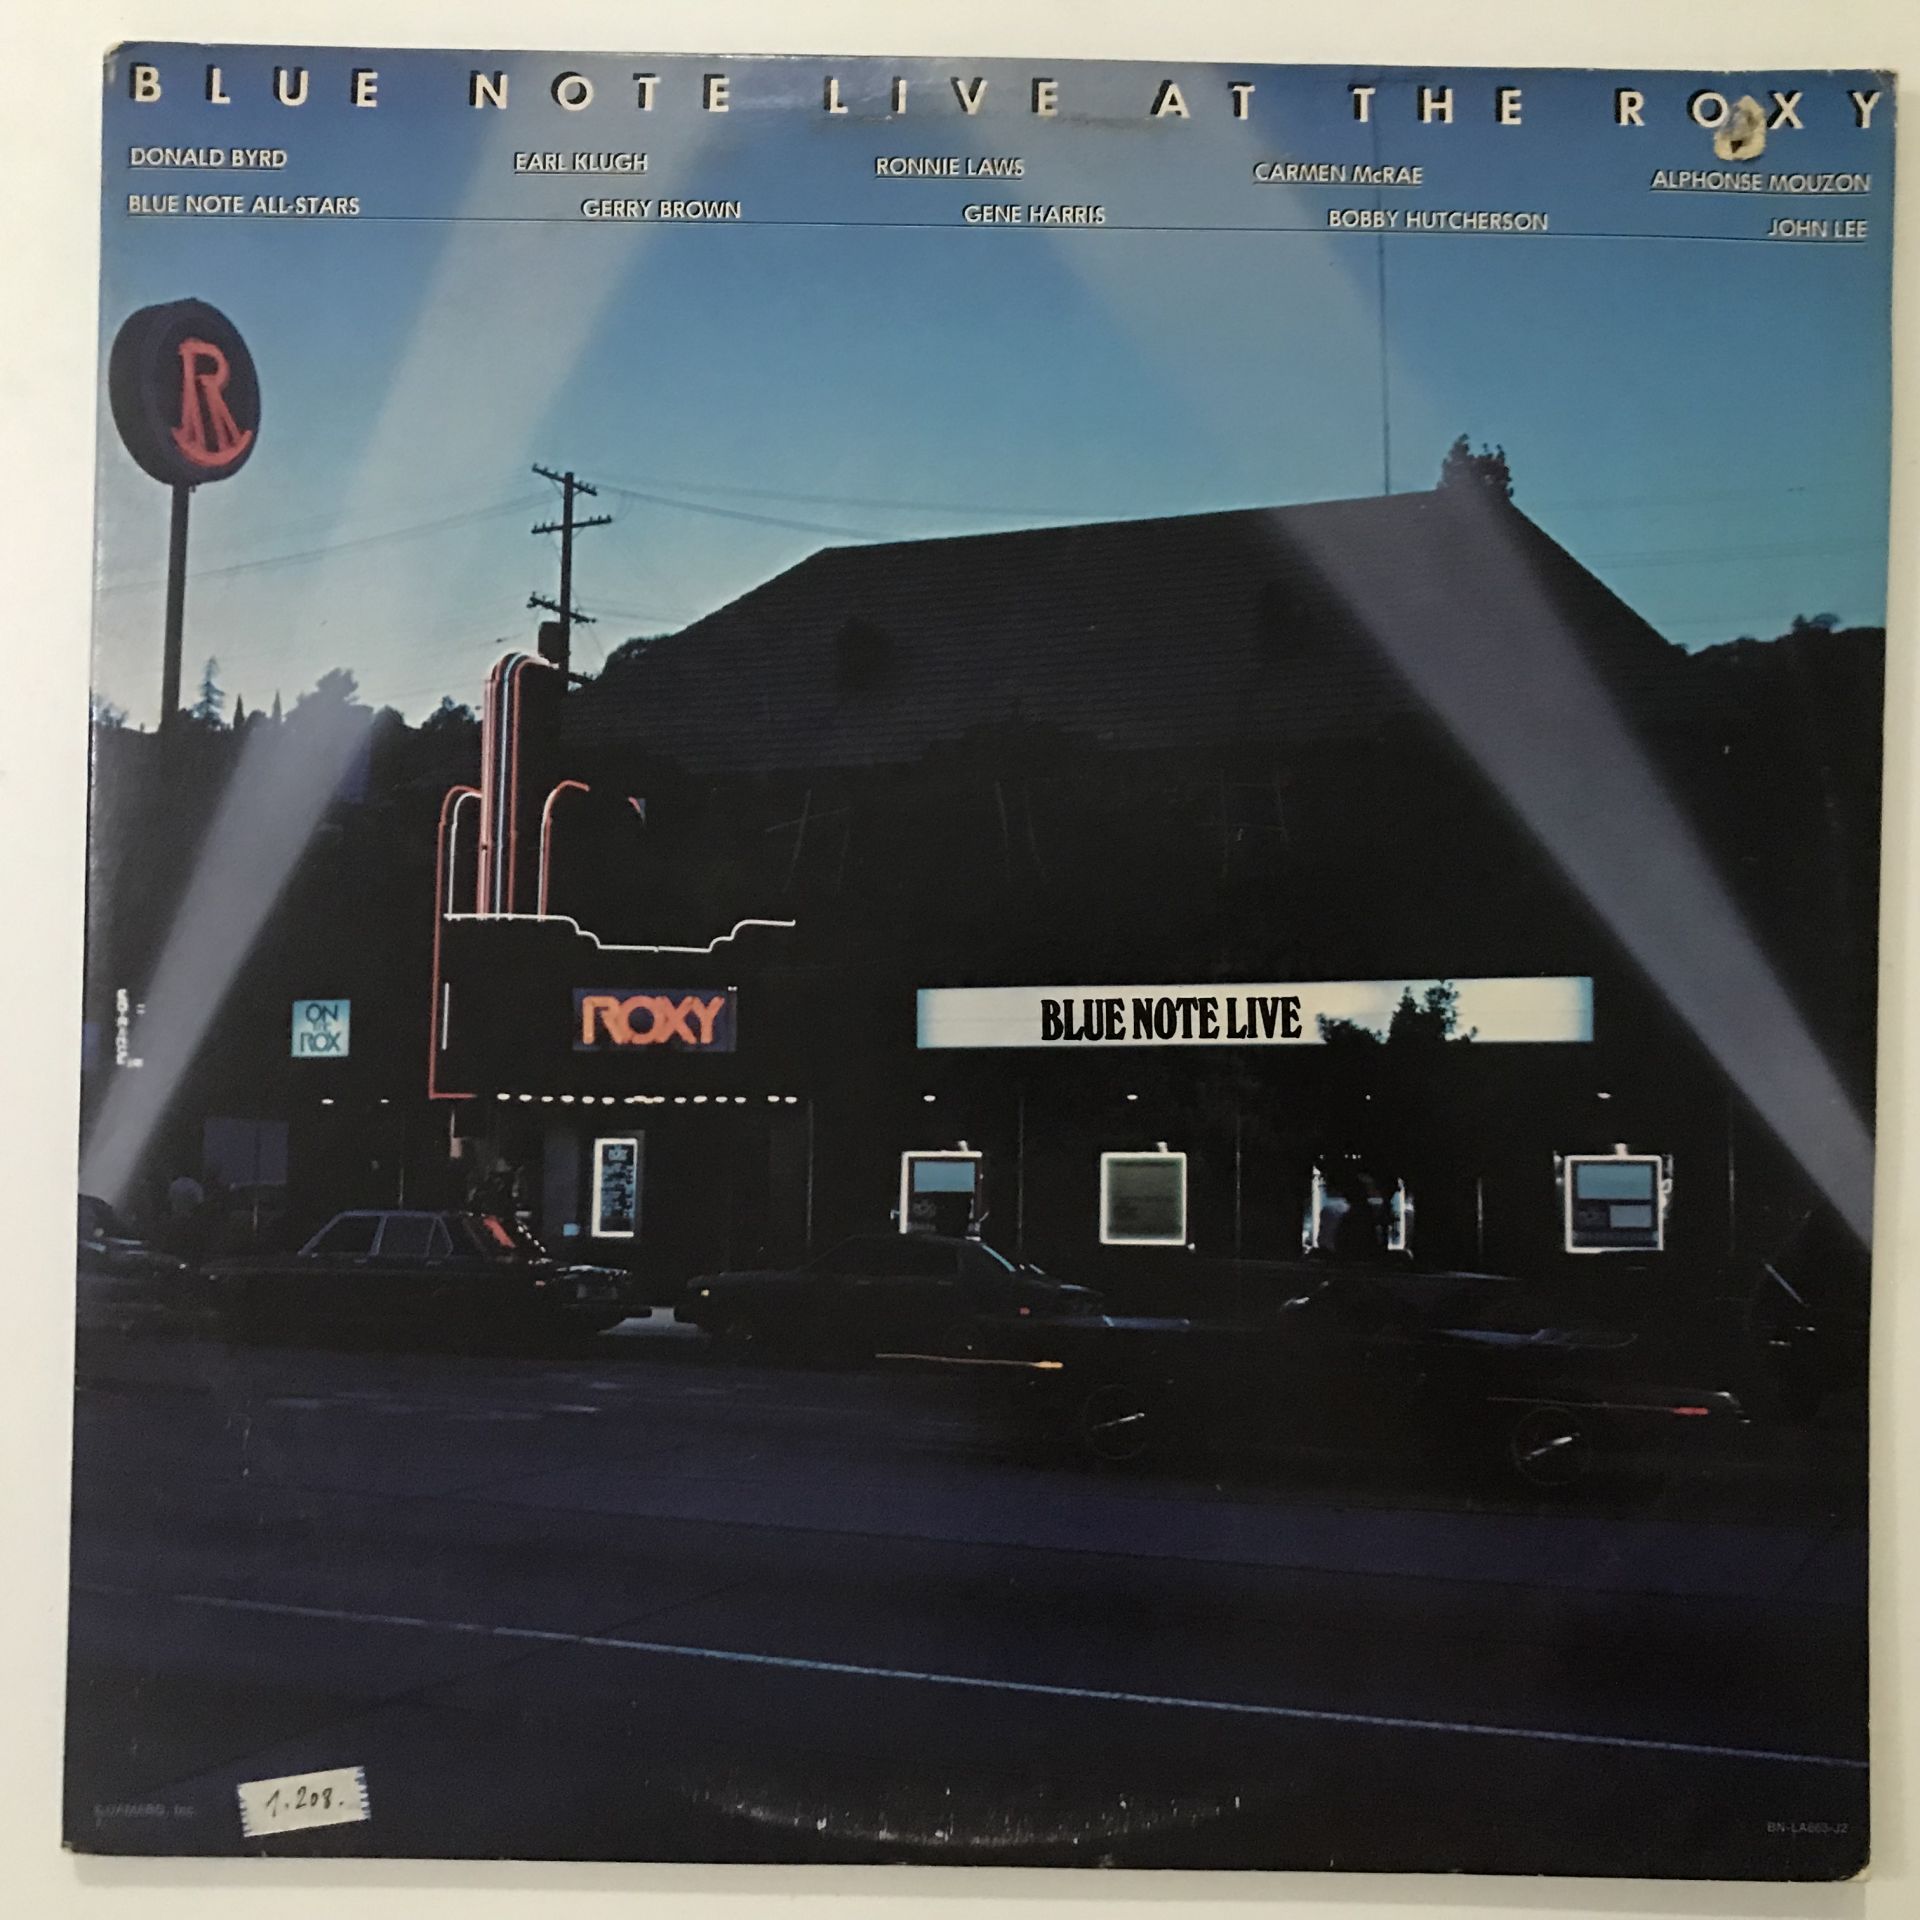 BLUE NOTE LIVE AT THE ROXY
DONALD BYRD EARL KLUGH RONNIE LAWS CARMEN McRAE ALPHONSE MOUZON
BLUE NOTE ALL-STARS GERRY BROWN GENE HARRIS BOBBY HUTCHERSON JOHN LEE
R
ON
THE
ROX
ROXY
BLUE NOTE LIVE
1.208.